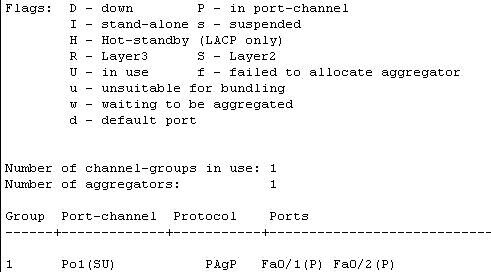 Flags:  D - down         P - in port-channel
        I - stand-alone  s - suspended
        H - Hot-standby (LACP only)
        R - Layer3       S - Layer2
        U - in use       f - failed to allocate aggregator
        u - unsuitable for bundling
        w - waiting to be aggregated
        d - default port
Number of channel-groups in use: 1
Number of aggregators:           1
Group  Port-channel  Protocol    Ports
------+-------------+-----------+----------------------------
1      Po1(SU)           PAgP   Fa0/1(P) Fa0/2(P)